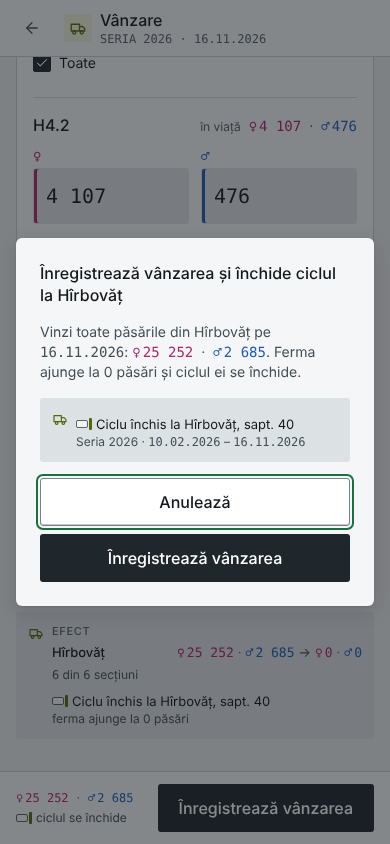 Vânzare
SERIA 2026 · 16.11.2026
Toate
H4.2
în viață ♀4 107 · ♂476
♀ ♂
4 107 476
Înregistrează vânzarea și închide ciclul
la Hîrbovăț
Vinzi toate păsările din Hîrbovăț pe
16.11.2026: ♀25 252 · ♂2 685. Ferma
ajunge la 0 păsări și ciclul ei se închide.
Ciclu închis la Hîrbovăț, sapt. 40
Seria 2026 · 10.02.2026 – 16.11.2026
Anulează
Înregistrează vânzarea
EFECT
Hîrbovăț ♀25 252 · ♂2 685 → ♀0 · ♂0
6 din 6 secțiuni
Ciclu închis la Hîrbovăț, sapt. 40
ferma ajunge la 0 păsări
♀25 252 · ♂2 685
ciclul se închide
Înregistrează vânzarea